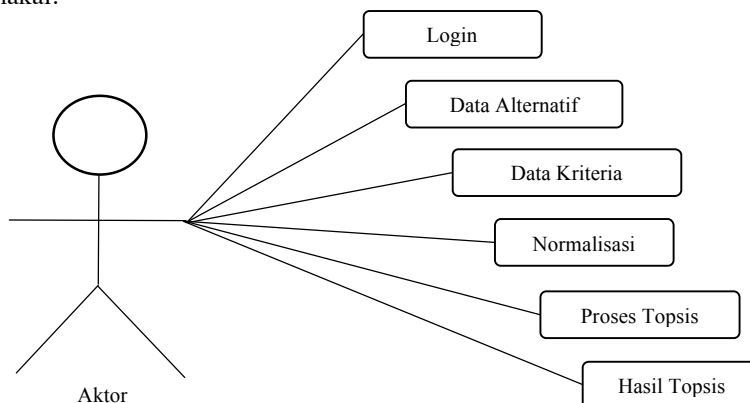 Login
Data Alternatif
Data Kriteria
Normalisasi
Proses Topsis
Hasil Topsis
Aktor